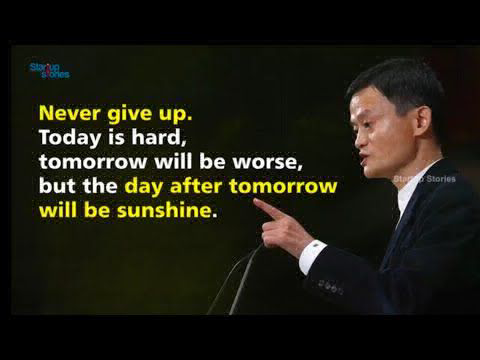 Startup
stories
Never give up.
Today is hard,
tomorrow will be worse,
but the day after tomorrow
will be sunshine.
Startup Stories